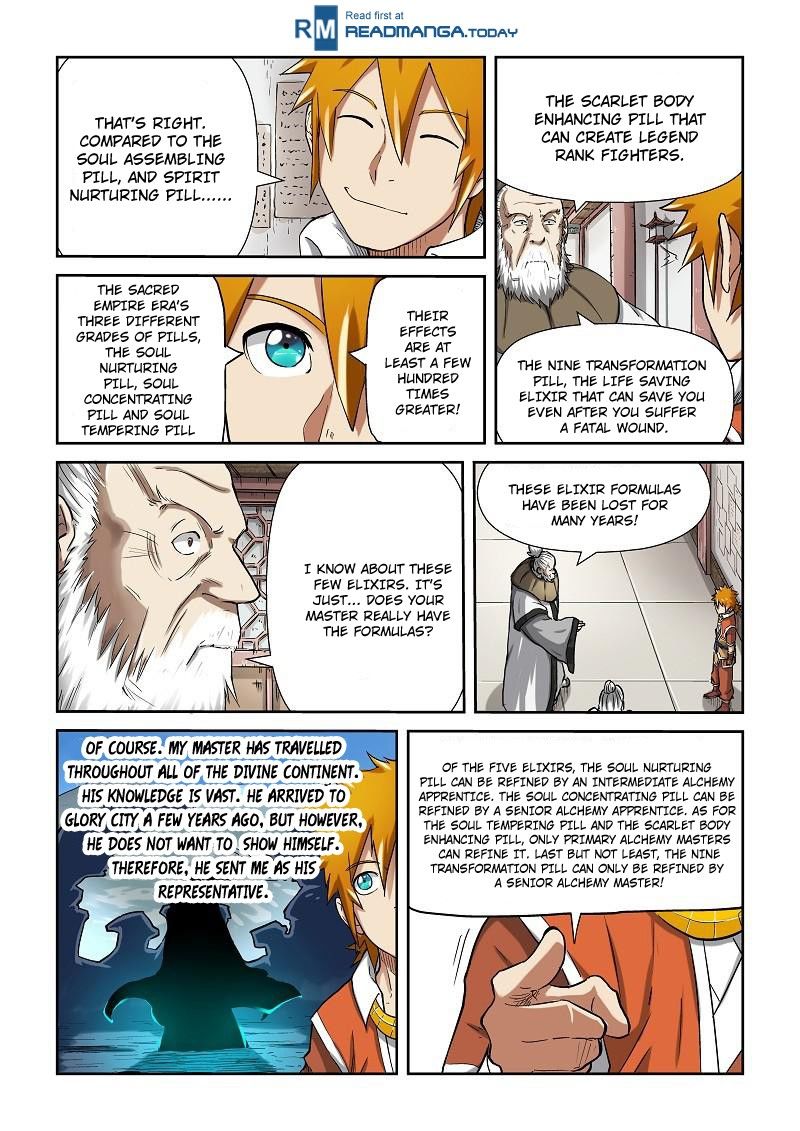 RM
Read first at
READMANGA.TODAY
THAT'S RIGHT.
COMPARED TO THE
SOUL ASSEMBLING
PILL, AND SPIRIT
NURTURING PILL......
THE SCARLET BODY
ENHANCING PILL THAT
CAN CREATE LEGEND
RANK FIGHTERS.
THE NINE TRANSFORMATION
PILL, THE LIFE SAVING
ELIXIR THAT CAN SAVE YOU
EVEN AFTER YOU SUFFER
A FATAL WOUND.
THE SACRED
EMPIRE ERA'S
THREE DIFFERENT
GRADES OF PILLS,
THE SOUL
NURTURING
PILL, SOUL
CONCENTRATING
PILL AND SOUL
TEMPERING PILL
THEIR
EFFECTS
ARE AT
LEAST A FEW
HUNDRED
TIMES
GREATER!
I KNOW ABOUT THESE
FEW ELIXIRS. IT'S
JUST... DOES YOUR
MASTER REALLY HAVE
THE FORMULAS?
THESE ELIXIR FORMULAS
HAVE BEEN LOST FOR
MANY YEARS!
OF COURSE. MY MASTER HAS TRAVELLED
THROUGHOUT ALL OF THE DIVINE CONTINENT.
HIS KNOWLEDGE IS VAST. HE ARRIVED TO
GLORY CITY A FEW YEARS AGO, BUT HOWEVER,
HE DOES NOT WANT TO SHOW HIMSELF.
THEREFORE, HE SENT ME AS HIS
REPRESENTATIVE.
OF THE FIVE ELIXIRS, THE SOUL NURTURING
PILL CAN BE REFINED BY AN INTERMEDIATE ALCHEMY
APPRENTICE. THE SOUL CONCENTRATING PILL CAN BE
REFINED BY A SENIOR ALCHEMY APPRENTICE. AS FOR
THE SOUL TEMPERING PILL AND THE SCARLET BODY
ENHANCING PILL, ONLY PRIMARY ALCHEMY MASTERS
CAN REFINE IT. LAST BUT NOT LEAST, THE NINE
TRANSFORMATION PILL CAN ONLY BE REFINED BY
A SENIOR ALCHEMY MASTER!